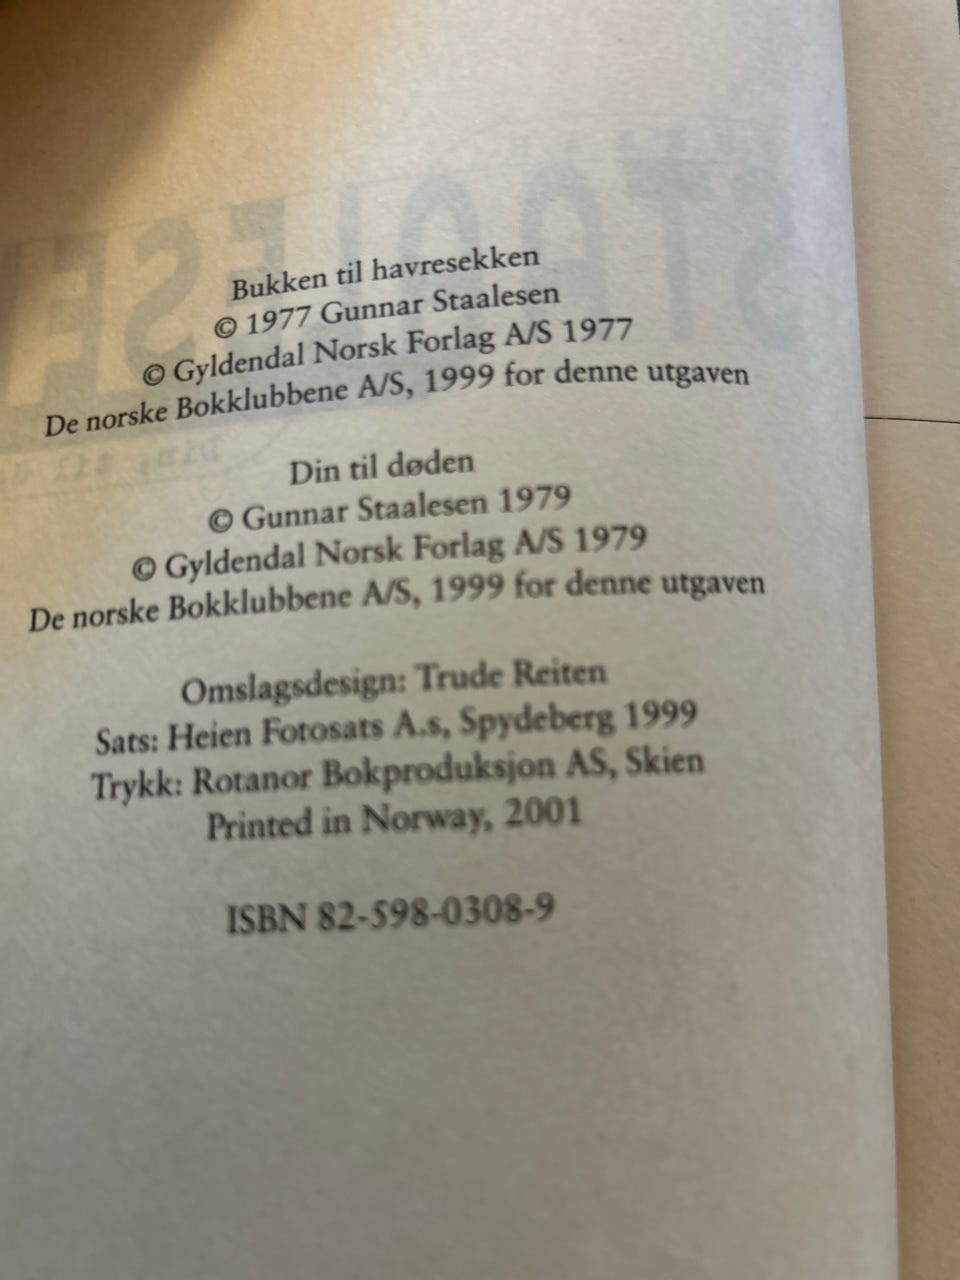 Bukken til havresekken
© 1977 Gunnar Staalesen
© Gyldendal Norsk Forlag A/S 1977
De norske Bokklubbene A/S, 1999 for denne utgaven
Din til døden
© Gunnar Staalesen 1979
© Gyldendal Norsk Forlag A/S 1979
De norske Bokklubbene A/S, 1999 for denne utgaven
Omslagsdesign: Trude Reiten
Sats: Heien Fotosats A.s, Spydeberg 1999
Trykk: Rotanor Bokproduksjon AS, Skien
Printed in Norway, 2001
ISBN 82-598-0308-9